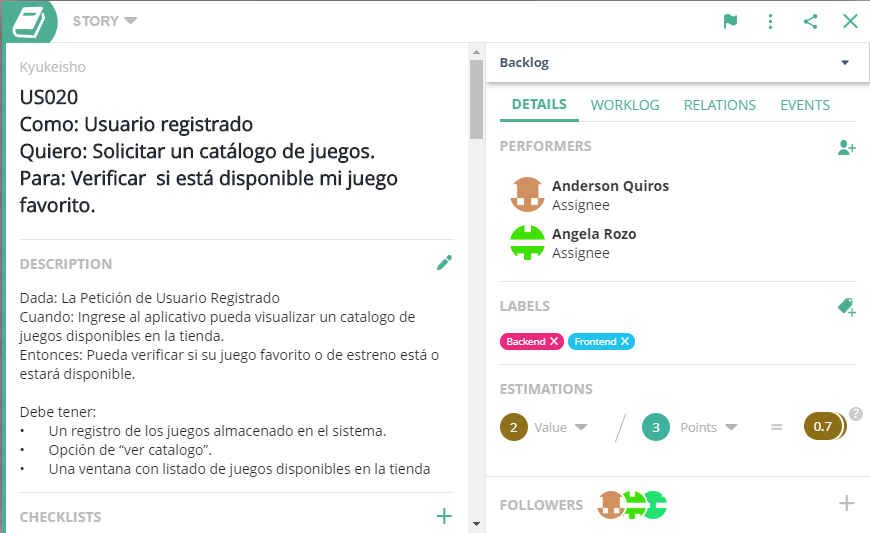 STORY
Kyukeisho
US020
Como: Usuario registrado
Quiero: Solicitar un catálogo de juegos.
Para: Verificar  si está disponible mi juego
favorito.
DESCRIPTION
Dada: La Petición de Usuario Registrado
Cuando: Ingrese al aplicativo pueda visualizar un catalogo de
juegos disponibles en la tienda.
Entonces: Pueda verificar si su juego favorito o de estreno está o
estará disponible.
Debe tener:
• Un registro de los juegos almacenado en el sistema.
• Opción de “ver catalogo”.
• Una ventana con listado de juegos disponibles en la tienda
CHECKLISTS
Backlog
DETAILS WORKLOG RELATIONS EVENTS
PERFORMERS
Anderson Quiros
Assignee
Angela Rozo
Assignee
LABELS
Backend X Frontend X
ESTIMATIONS
2 Value / 3 Points = 0.7 ?
FOLLOWERS